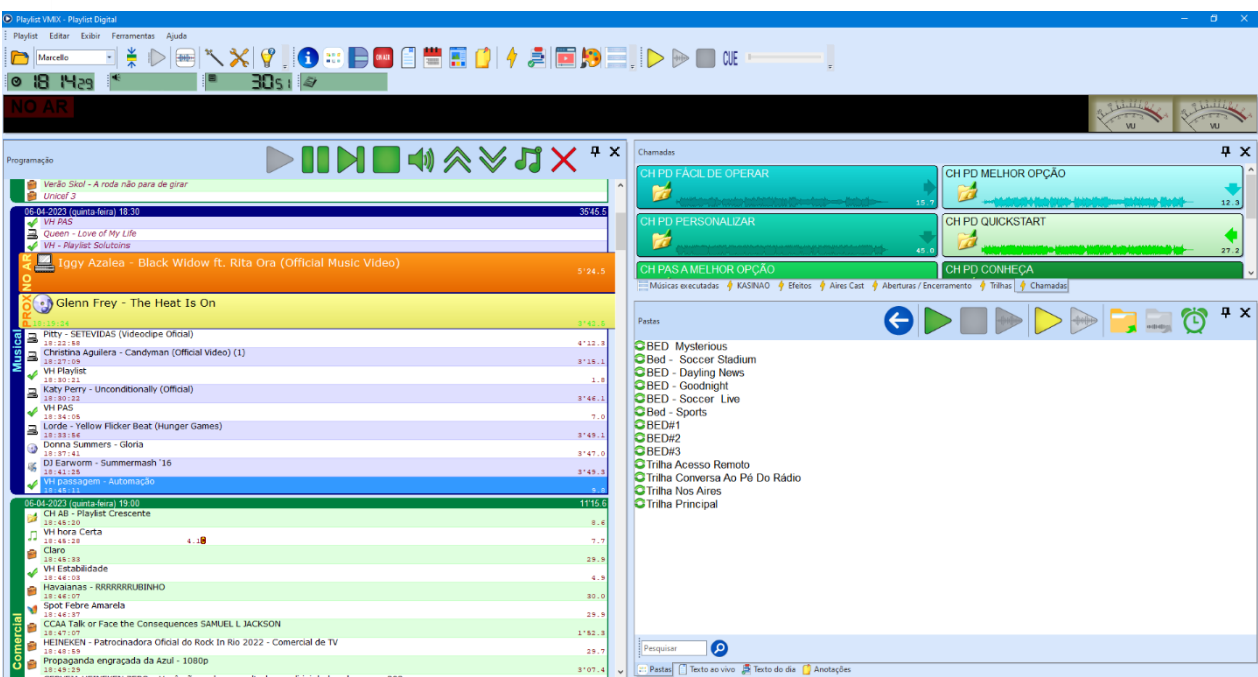 Playlist VMIX - Playlist Digital
Playlist Editar Exibir Ferramentas Ajuda
Marcello
ON AIR
CUE
18 14 29
30 51
NO AR
VU VU
Programação
Verão Skol - A roda não para de girar
Unicef 3
06-04-2023 (quinta-feira) 18:30 35'45.5
VH PAS
Queen - Love of My Life
VH - Playlist Solutoins
NO AR
Iggy Azalea - Black Widow ft. Rita Ora (Official Music Video)
5'24.5
PROX
Glenn Frey - The Heat Is On
18:19:24 3'42.5
Musical
Pitty - SETEVIDAS (Videoclipe Oficial)
18:22:58 4'12.3
Christina Aguilera - Candyman (Official Video) (1)
18:27:09 3'15.1
VH Playlist
18:30:21 1.8
Katy Perry - Unconditionally (Official)
18:30:22 3'46.1
VH PAS
18:34:05 7.0
Lorde - Yellow Flicker Beat (Hunger Games)
18:33:56 3'49.1
Donna Summers - Gloria
18:37:41 3'47.0
DJ Earworm - Summermash '16
18:41:25 3'49.3
VH passagem - Automação
18:45:11
06-04-2023 (quinta-feira) 19:00 11'15.6
CH AB - Playlist Crescente
18:45:20 8.6
VH hora Certa
18:45:28 7.7
Claro
18:45:33 29.9
VH Estabilidade
18:46:03 4.9
Havaianas - RRRRRRRUBINHO
18:46:07 30.0
Spot Febre Amarela
18:46:37 29.9
Comercial
CCAA Talk or Face the Consequences SAMUEL L JACKSON
18:47:07 1'52.3
HEINEKEN - Patrocinadora Oficial do Rock In Rio 2022 - Comercial de TV
18:48:59 29.7
Propaganda engraçada da Azul - 1080p
18:49:29 3'07.4
Chamadas
CH PD FÁCIL DE OPERAR
15.7
CH PD MELHOR OPÇÃO
12.3
CH PD PERSONALIZAR
45.0
CH PD QUICKSTART
27.2
CH PAS A MELHOR OPÇÃO
CH PD CONHEÇA
Músicas executadas KASINAO Efeitos Aires Cast Aberturas / Encerramento Trilhas Chamadas
Pastas
BED Mysterious
Bed - Soccer Stadium
BED - Dayling News
BED - Goodnight
BED - Soccer Live
Bed - Sports
BED#1
BED#2
BED#3
Trilha Acesso Remoto
Trilha Conversa Ao Pé Do Rádio
Trilha Nos Aires
Trilha Principal
Pesquisar
Pastas Texto ao vivo Texto do dia Anotações